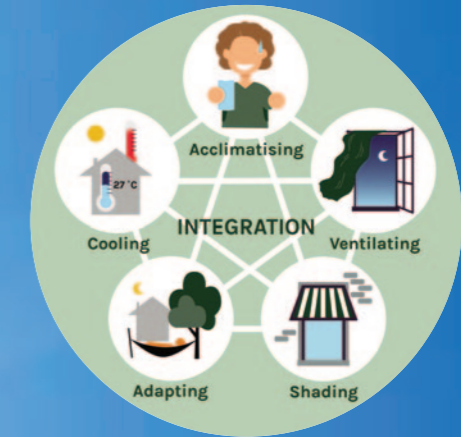 Acclimatising
27 °C
INTEGRATION
Cooling
Ventilating
Adapting
Shading